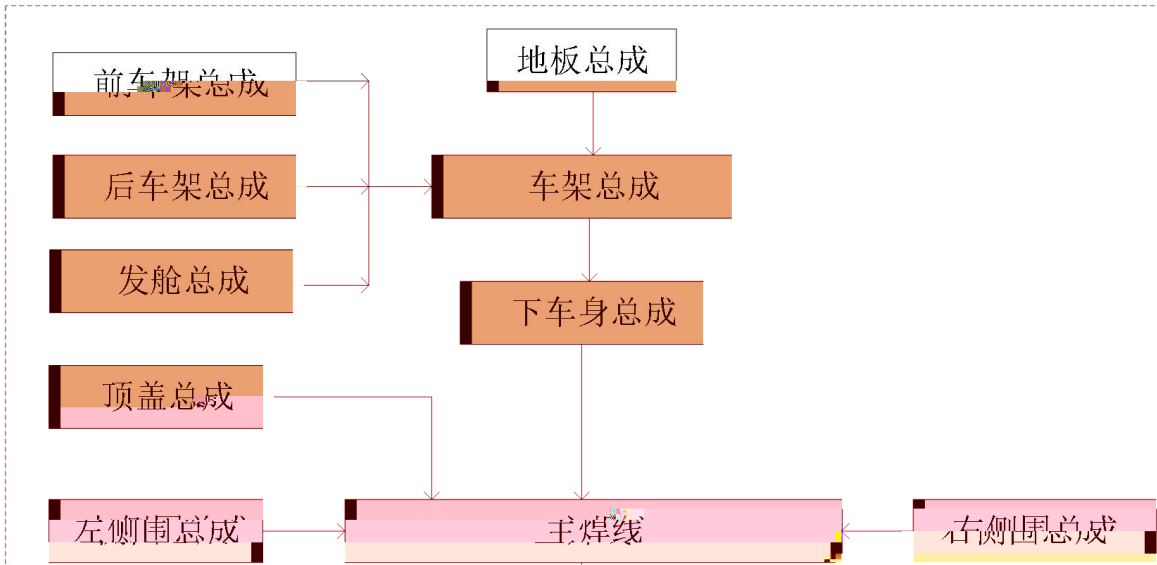 地板总成
前车架总成
后车架总成
车架总成
发舱总成
下车身总成
顶盖总成
左侧围总成
主焊线
右侧围总成